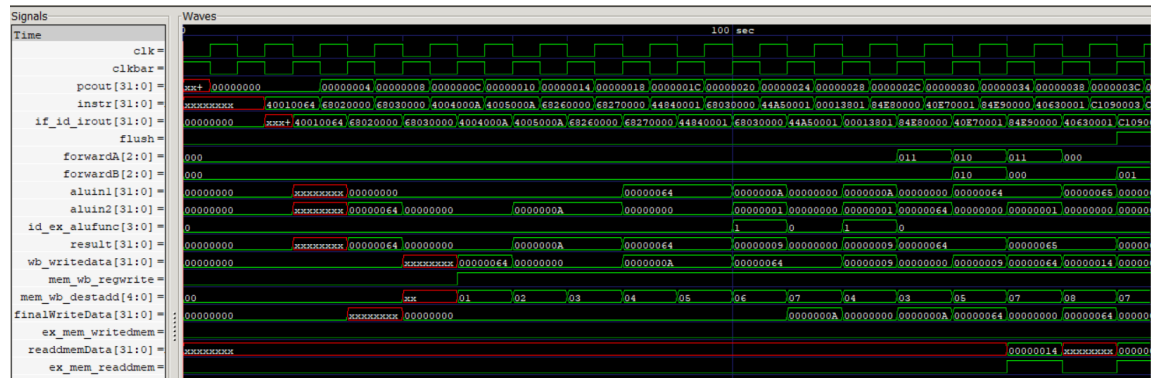 Signals
Waves
Time
100 sec
clk=
clkbar=
pcout[31:0]= xx+ 00000000 00000004 00000008 0000000C 00000010 00000014 00000018 0000001C 00000020 00000024 00000028 0000002C 00000030 00000034 00000038 0000003C
instr[31:0]= xxxxxxxx 40010064 68020000 68030000 4004000A 4005000A 68260000 68270000 44840001 68030000 44A50001 00013801 84E80000 40E70001 84E90000 40630001 C1090003
if_id_irout[31:0]= 00000000 xxx+ 40010064 68020000 68030000 4004000A 4005000A 68260000 68270000 44840001 68030000 44A50001 00013801 84E80000 40E70001 84E90000 40630001 C1090
flush=
forwardA[2:0]= 000 011 010 011 000
forwardB[2:0]= 000 010 000 001
aluin1[31:0]= 00000000 xxxxxxxx 00000000 00000064 0000000A 00000000 0000000A 00000000 00000064 00000065 00000
aluin2[31:0]= 00000000 xxxxxxxx 00000064 00000000 0000000A 00000000 00000001 00000000 00000001 00000064 00000000 00000001 00000000 00000
id_ex_alufunc[3:0]= 0 1 0 1 0
result[31:0]= 00000000 xxxxxxxx 00000064 00000000 0000000A 00000064 00000009 00000000 00000009 00000064 00000065 00000
wb_writedata[31:0]= 00000000 xxxxxxxx 00000064 00000000 0000000A 00000064 00000009 00000000 00000009 00000064 00000014 00000
mem_wb_regwrite=
mem_wb_destadd[4:0]= 00 xx 01 02 03 04 05 06 07 04 03 05 07 08 07
finalWriteData[31:0]= 00000000 xxxxxxxx 00000000 0000000A 00000000 0000000A 00000064 00000000 00000064 00000
ex_mem_writedmem=
readdmemData[31:0]= xxxxxxxx 00000014 xxxxxxxx 00000
ex_mem_readdmem=